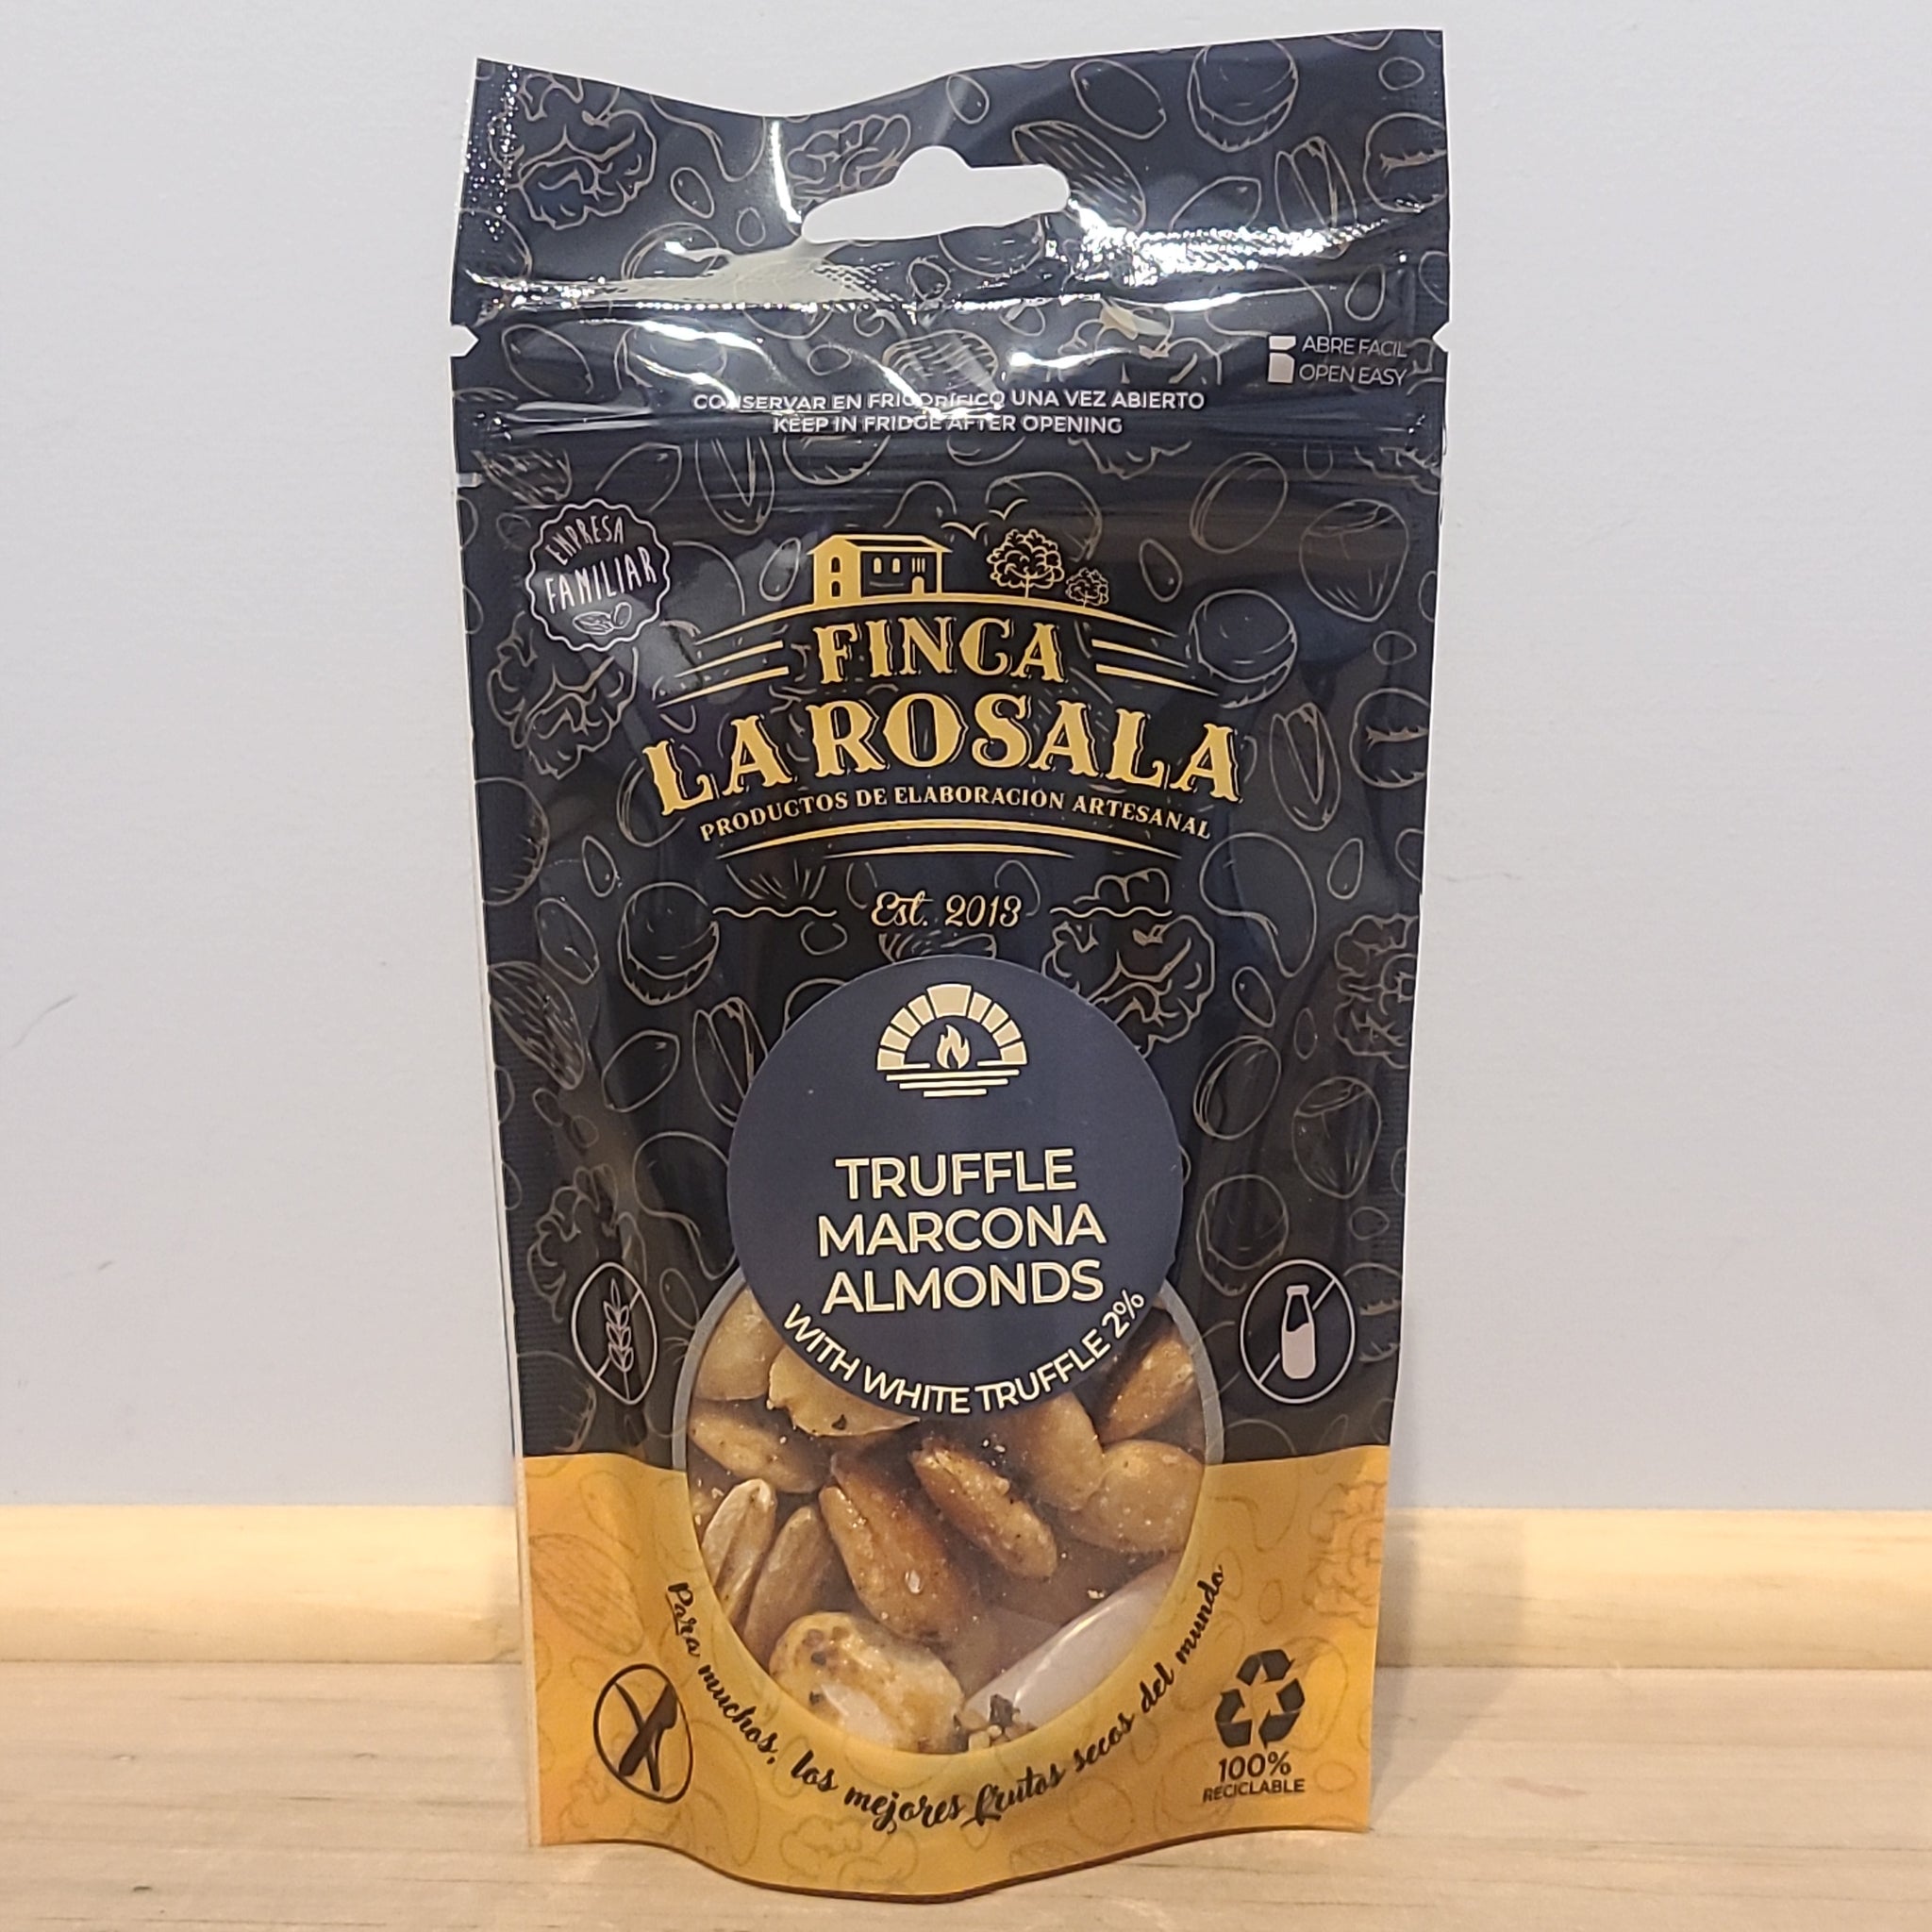 ABRE FACIL
OPEN EASY
CONSERVAR EN FRIGORÍFICO UNA VEZ ABIERTO
KEEP IN FRIDGE AFTER OPENING
EMPRESA
FAMILIAR
FINCA
LA ROSALA
PRODUCTOS DE ELABORACIÓN ARTESANAL
Est. 2013
TRUFFLE
MARCONA
ALMONDS
WITH WHITE TRUFFLE 2%
Para muchos, los mejores frutos secos del mundo
100%
RECICLABLE